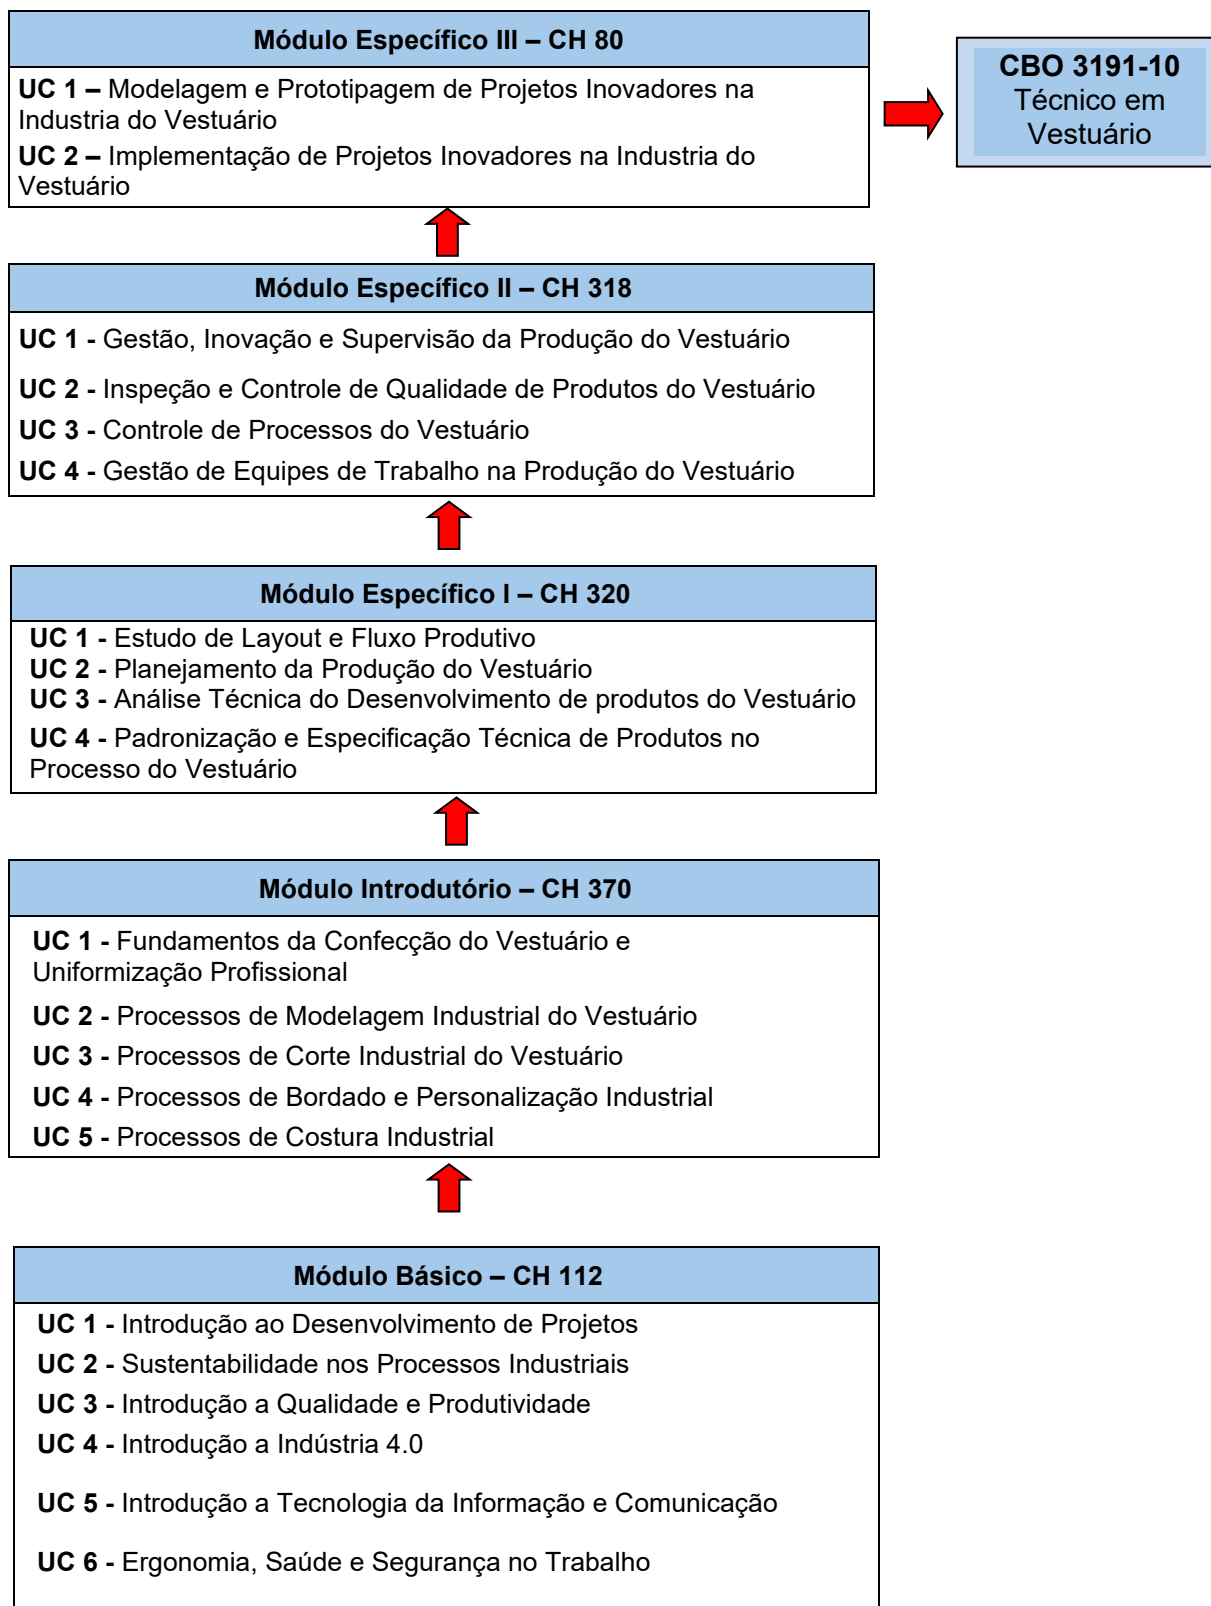 Módulo Específico III – CH 80
UC 1 – Modelagem e Prototipagem de Projetos Inovadores na
Industria do Vestuário
UC 2 – Implementação de Projetos Inovadores na Industria do
Vestuário
CBO 3191-10
Técnico em
Vestuário
Módulo Específico II – CH 318
UC 1 - Gestão, Inovação e Supervisão da Produção do Vestuário
UC 2 - Inspeção e Controle de Qualidade de Produtos do Vestuário
UC 3 - Controle de Processos do Vestuário
UC 4 - Gestão de Equipes de Trabalho na Produção do Vestuário
Módulo Específico I – CH 320
UC 1 - Estudo de Layout e Fluxo Produtivo
UC 2 - Planejamento da Produção do Vestuário
UC 3 - Análise Técnica do Desenvolvimento de produtos do Vestuário
UC 4 - Padronização e Especificação Técnica de Produtos no
Processo do Vestuário
Módulo Introdutório – CH 370
UC 1 - Fundamentos da Confecção do Vestuário e
Uniformização Profissional
UC 2 - Processos de Modelagem Industrial do Vestuário
UC 3 - Processos de Corte Industrial do Vestuário
UC 4 - Processos de Bordado e Personalização Industrial
UC 5 - Processos de Costura Industrial
Módulo Básico – CH 112
UC 1 - Introdução ao Desenvolvimento de Projetos
UC 2 - Sustentabilidade nos Processos Industriais
UC 3 - Introdução a Qualidade e Produtividade
UC 4 - Introdução a Indústria 4.0
UC 5 - Introdução a Tecnologia da Informação e Comunicação
UC 6 - Ergonomia, Saúde e Segurança no Trabalho